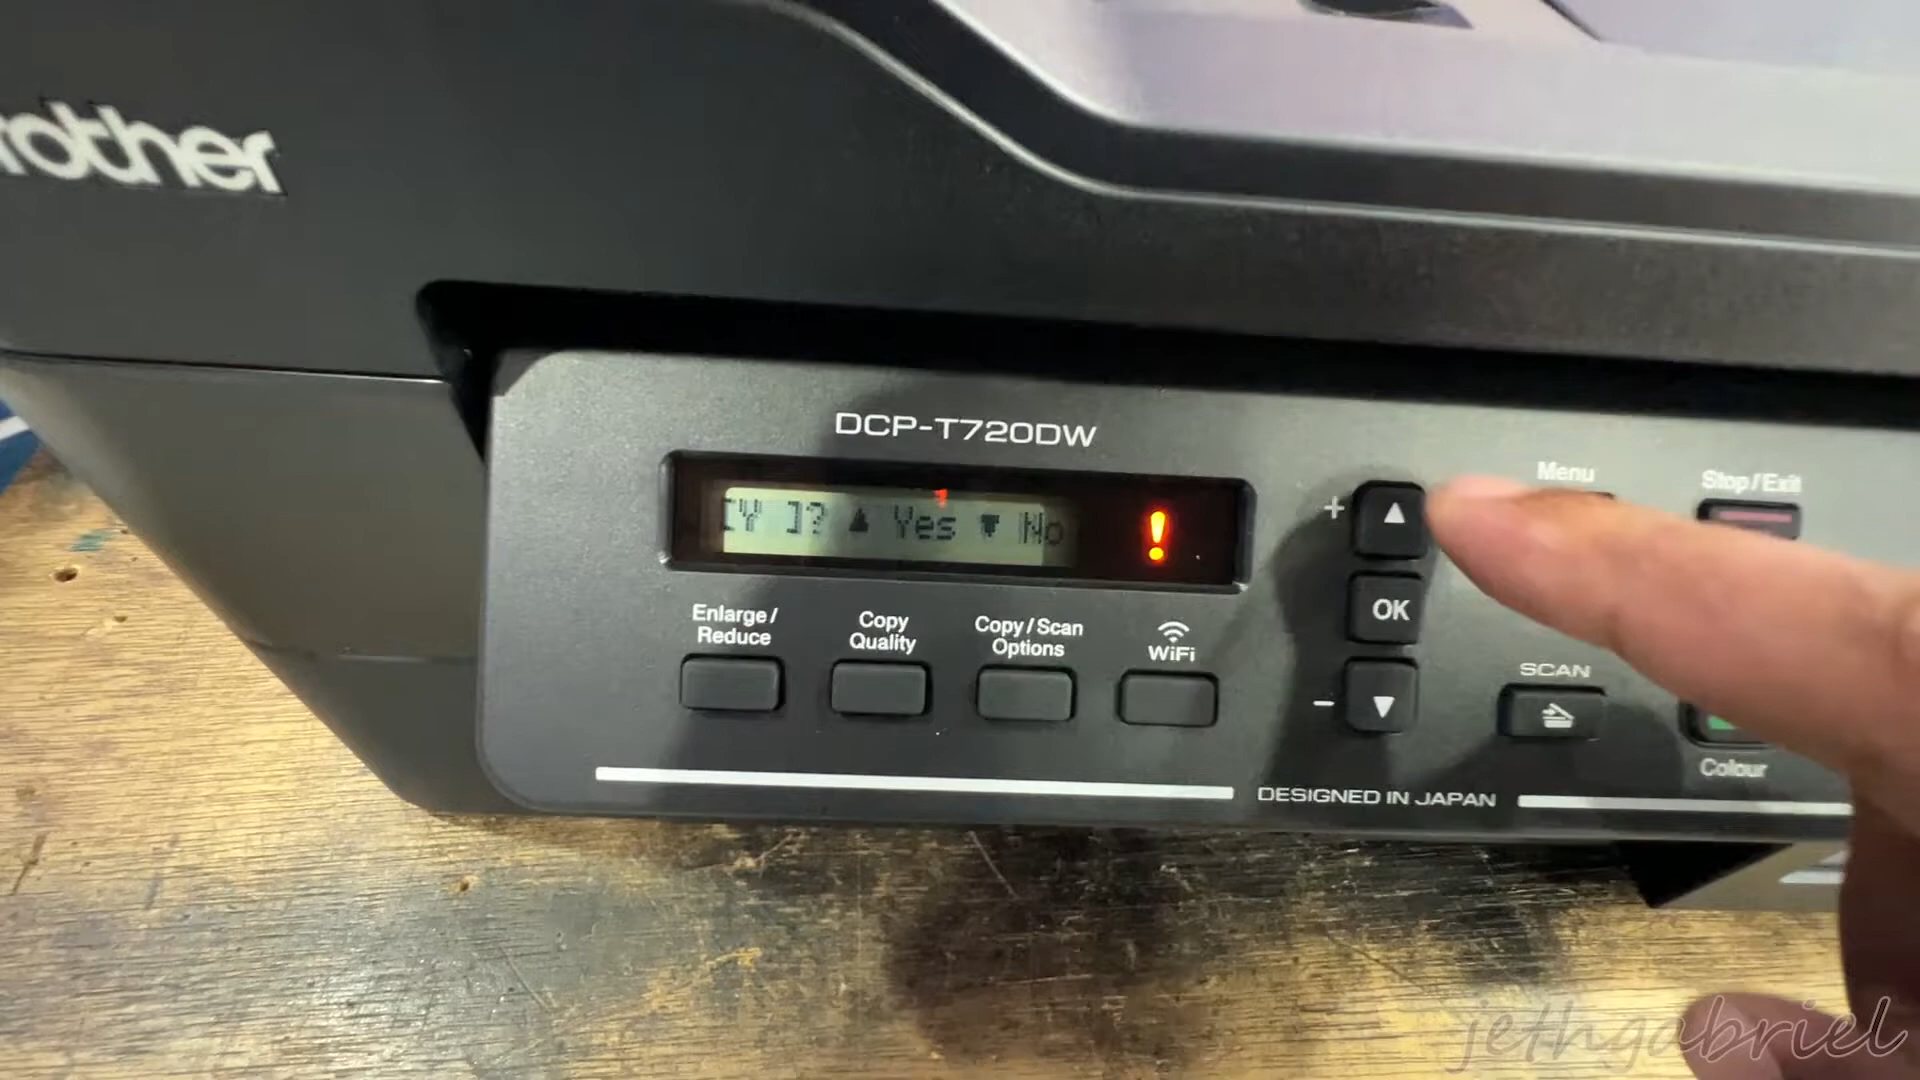 rother
DCP-T720DW
[Y ]? ▲ Yes ▼ No
!
Enlarge/
Reduce
Copy
Quality
Copy/Scan
Options
WiFi
+
OK
-
Menu
Stop/Exit
SCAN
Colour
DESIGNED IN JAPAN
jethgabriel